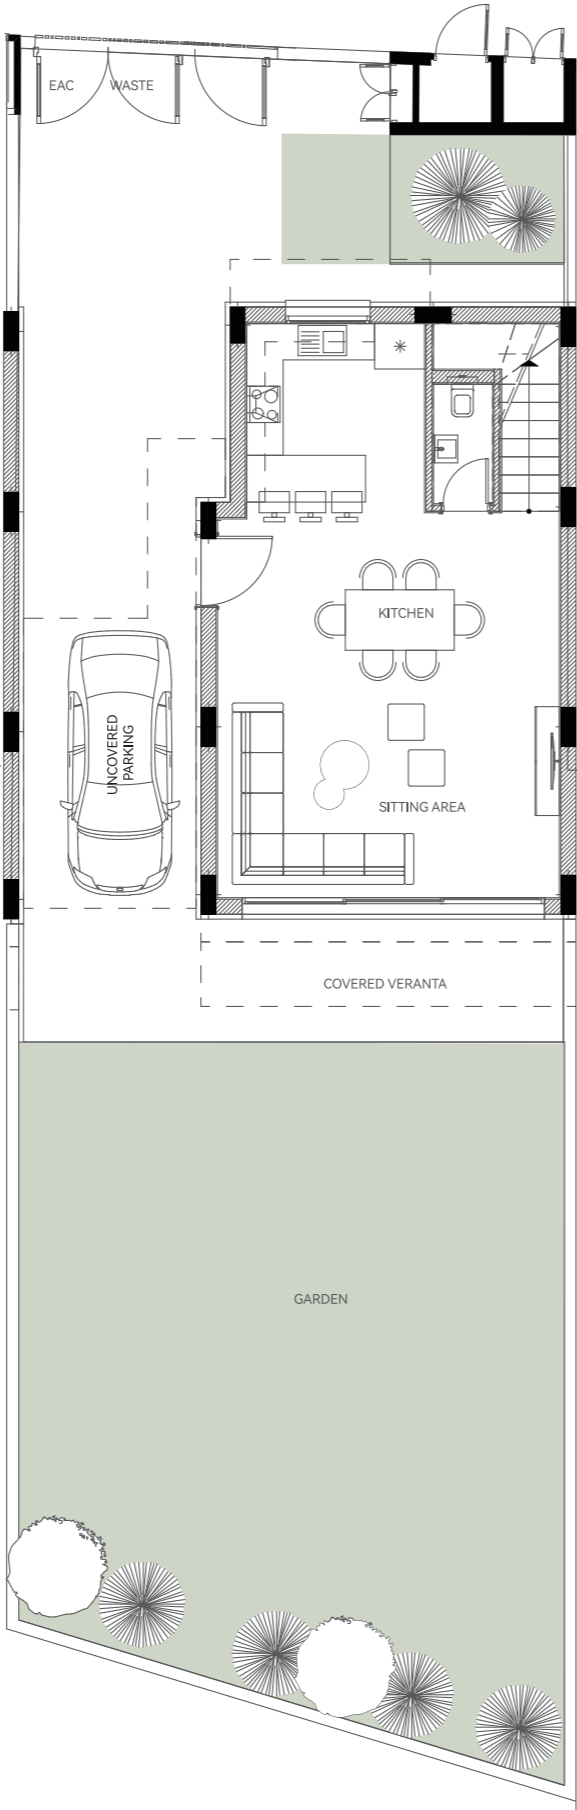 EAC WASTE
KITCHEN
UNCOVERED
PARKING
SITTING AREA
COVERED VERANTA
GARDEN